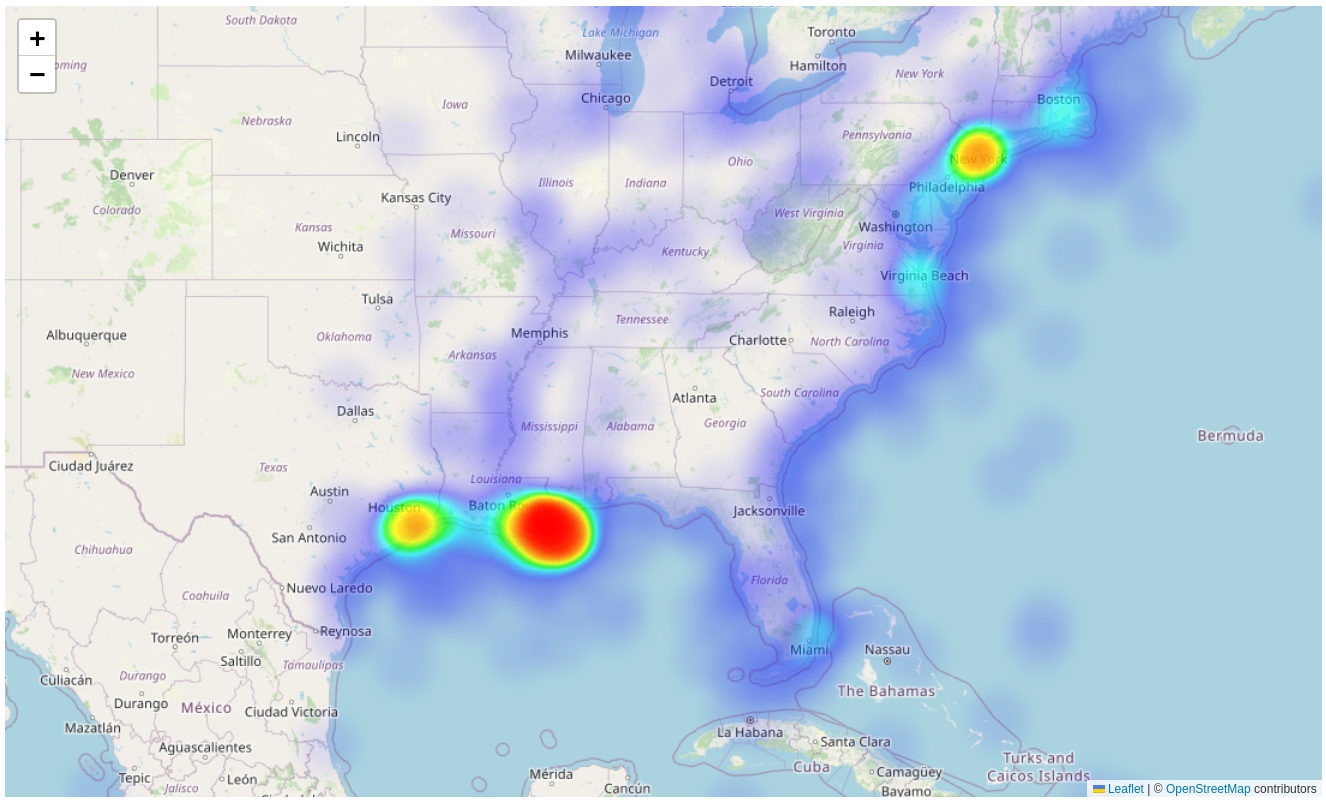 +
−
South Dakota
Lake Michigan
Toronto
Milwaukee
Hamilton
Detroit
New York
Chicago
Boston
Iowa
Nebraska
Lincoln
Pennsylvania
New York
Ohio
Denver
Illinois
Indiana
Philadelphia
Kansas City
Colorado
West Virginia
Washington
Kansas
Missouri
Virginia
Wichita
Kentucky
Virginia Beach
Tulsa
Raleigh
Tennessee
Albuquerque
Oklahoma
Memphis
Charlotte
North Carolina
Arkansas
New Mexico
South Carolina
Atlanta
Dallas
Mississippi
Alabama
Georgia
Bermuda
Ciudad Juárez
Texas
Louisiana
Austin
Houston
Baton Ro
Jacksonville
San Antonio
Chihuahua
Florida
Nuevo Laredo
Coahuila
Reynosa
Torreón
Monterrey
Miami
Nassau
Saltillo
Tamaulipas
Culiacán
Durango
The Bahamas
Durango
México
Ciudad Victoria
Mazatlán
La Habana
Santa Clara
Aguascalientes
Turks and
Caicos Islands
Cuba
Tepic
León
Mérida
Camagüey
Jalisco
Cancún
Bayamo
Leaflet | © OpenStreetMap contributors